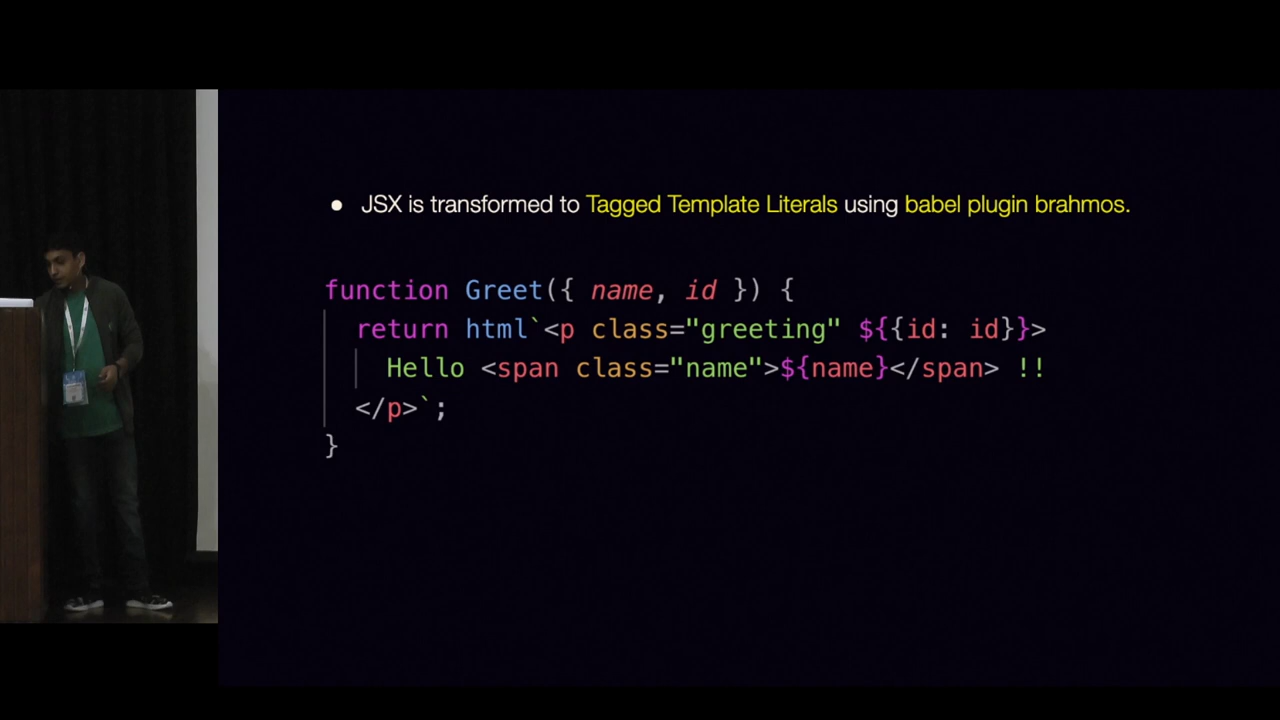 ● JSX is transformed to Tagged Template Literals using babel plugin brahmos.
function Greet({ name, id }) {
return html`<p class="greeting" ${{id: id}}>
Hello <span class="name">${name}</span> !!
</p>`;
}